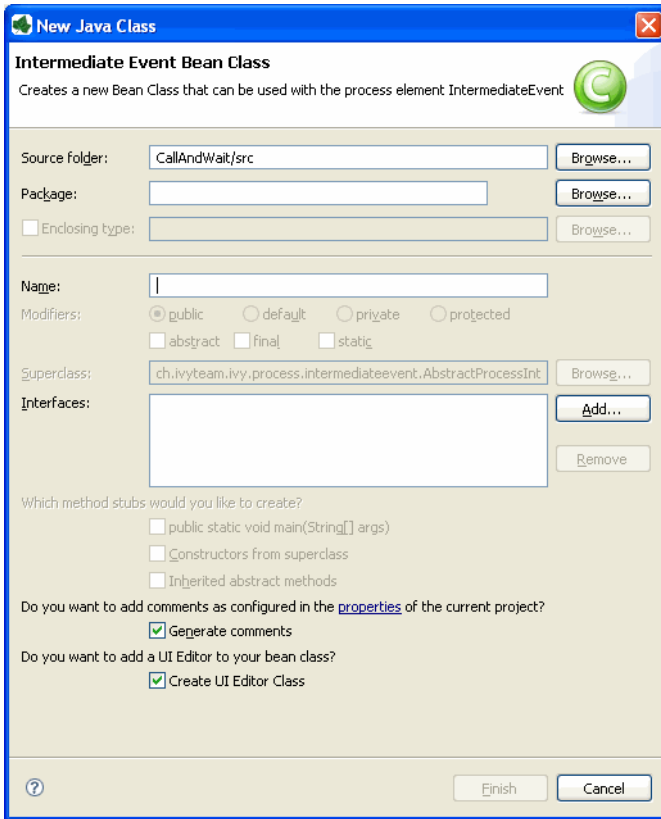 New Java Class
Intermediate Event Bean Class
Creates a new Bean Class that can be used with the process element IntermediateEvent
C
Source folder: CallAndWait/src Browse...
Package: Browse...
Enclosing type: Browse...
Name:
Modifiers: public default private protected
abstract final static
Superclass: ch.ivyteam.ivy.process.intermediateevent.AbstractProcessInt Browse...
Interfaces: Add...
Remove
Which method stubs would you like to create?
public static void main(String[] args)
Constructors from superclass
Inherited abstract methods
Do you want to add comments as configured in the properties of the current project?
Generate comments
Do you want to add a UI Editor to your bean class?
Create UI Editor Class
? Finish Cancel